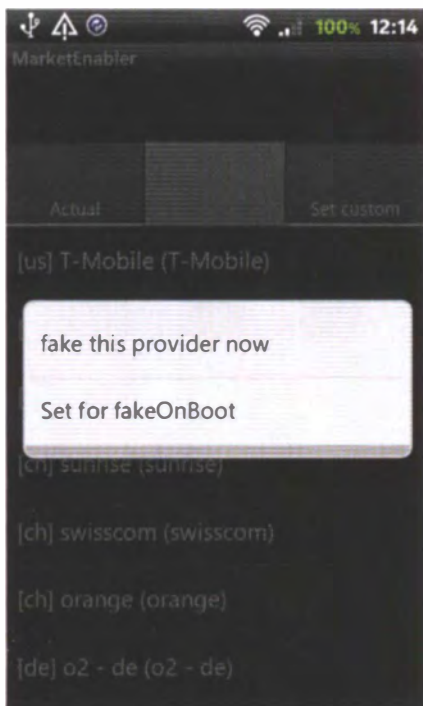 100% 12:14
MarketEnabler
Actual Set custom
[us] T-Mobile (T-Mobile)
fake this provider now
Set for fakeOnBoot
[ch] sunrise (sunrise)
[ch] swisscom (swisscom)
[ch] orange (orange)
[de] o2 - de (o2 - de)